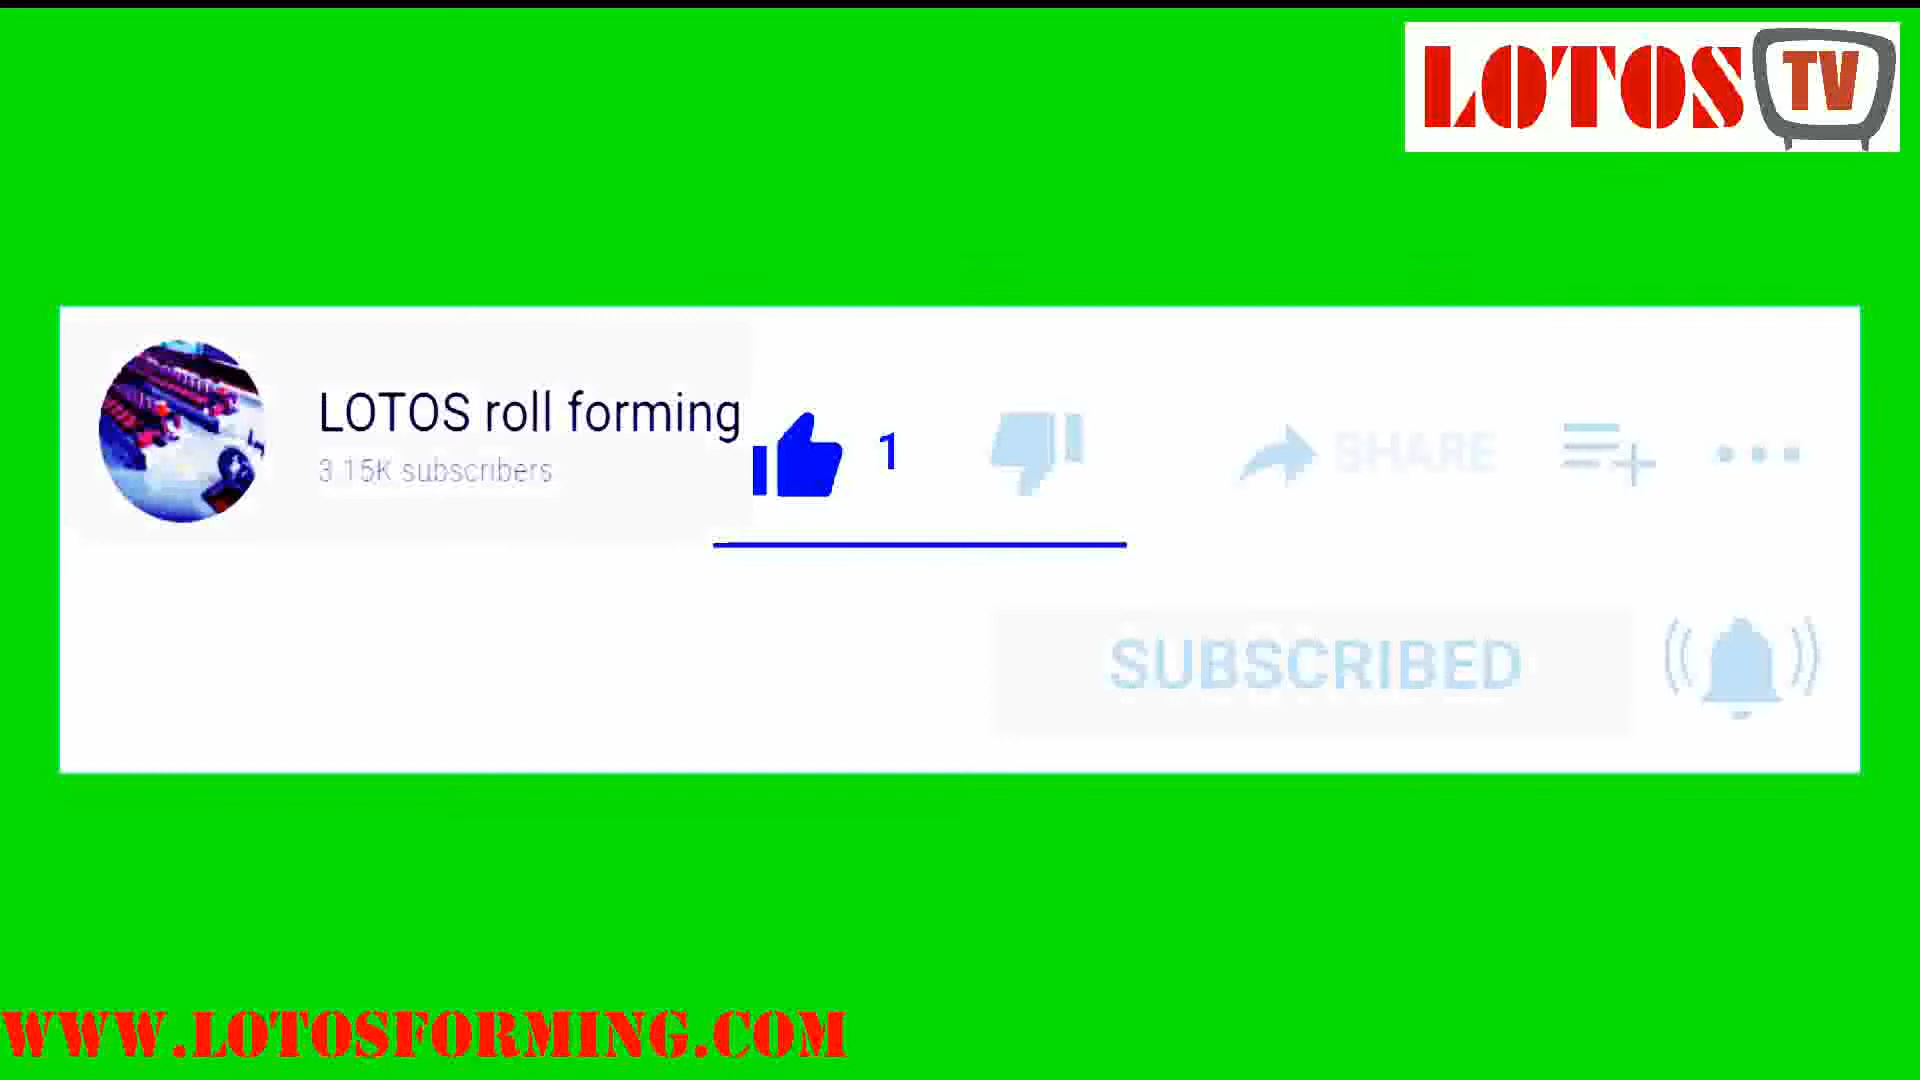 LOTOS TV
LOTOS roll forming
3.15K subscribers
1
SHARE
SUBSCRIBED
WWW.LOTOSFORMING.COM